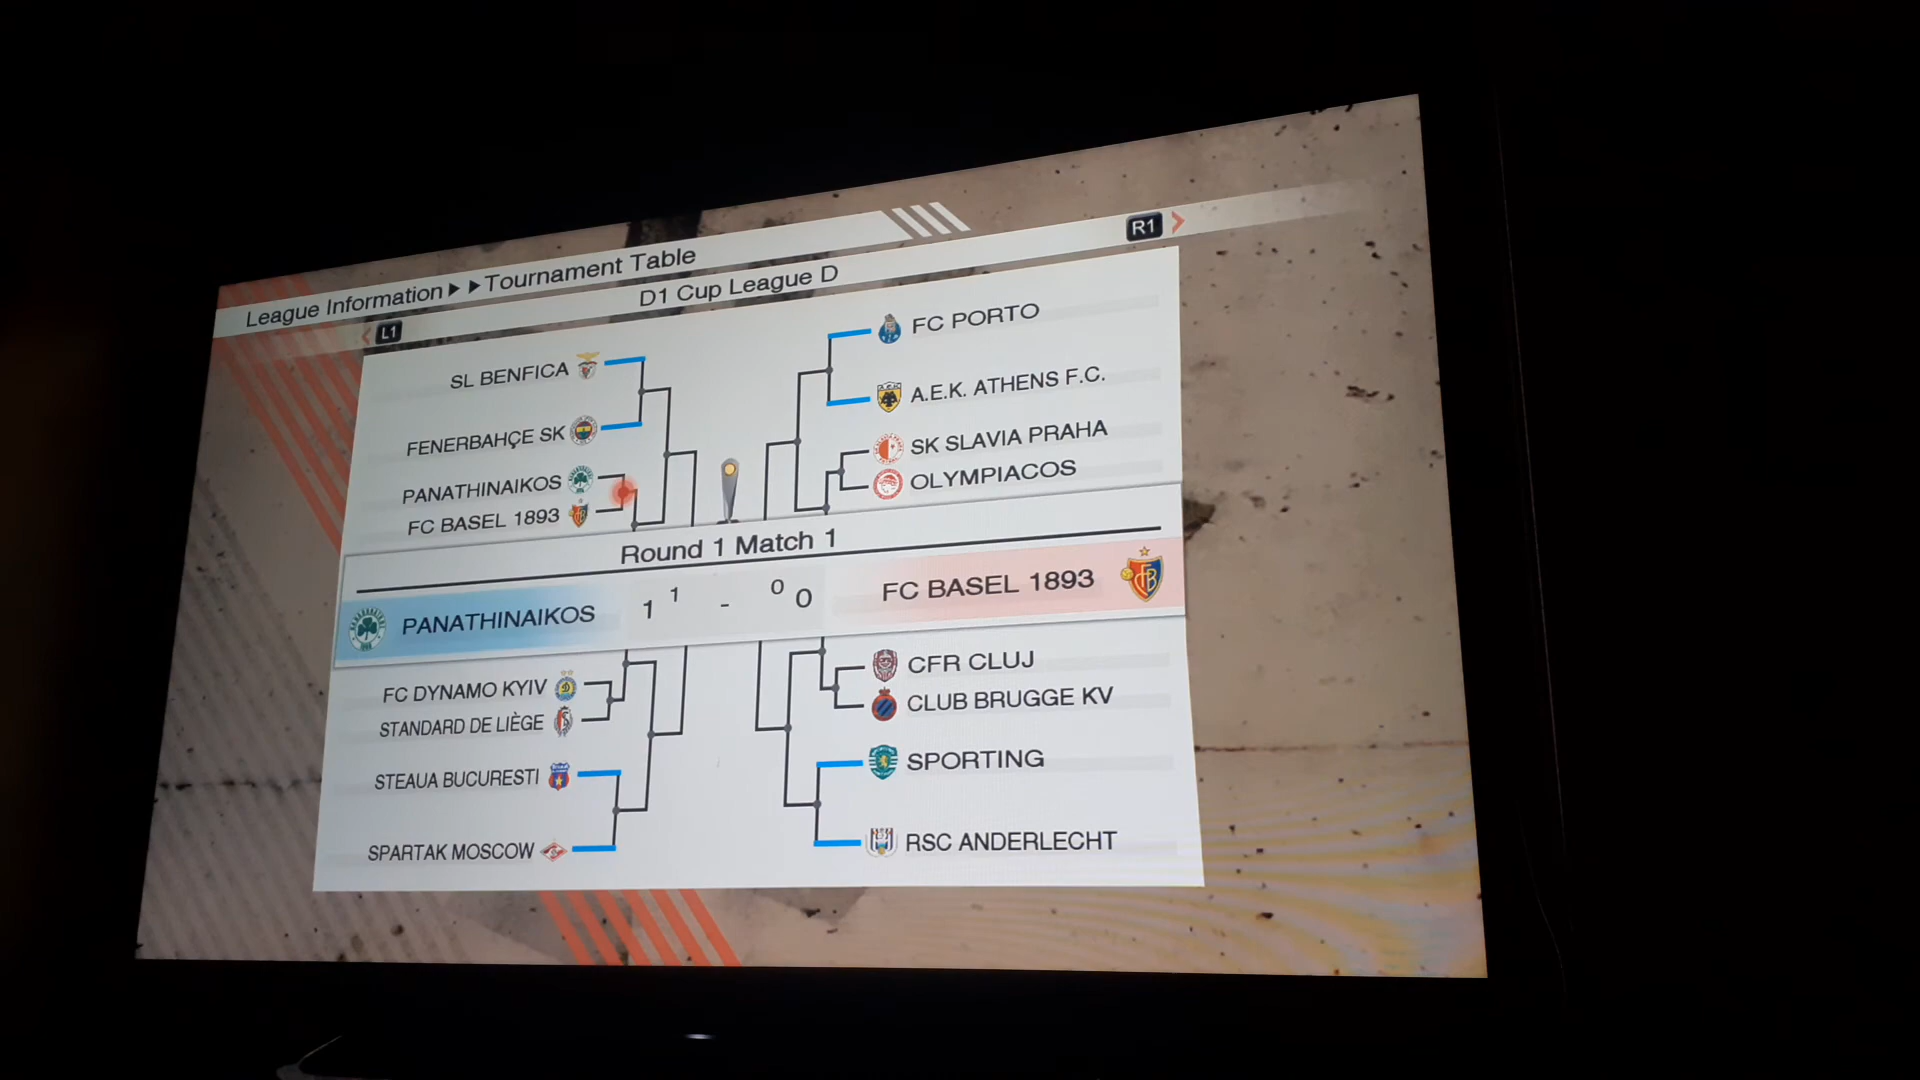 League Information ▶ ▶ Tournament Table
L1
D1 Cup League D
R1
SL BENFICA
FENERBAHÇE SK
PANATHINAIKOS
FC BASEL 1893
FC PORTO
A.E.K. ATHENS F.C.
SK SLAVIA PRAHA
OLYMPIACOS
Round 1 Match 1
PANATHINAIKOS 1 1 - 0 0 FC BASEL 1893
FC DYNAMO KYIV
STANDARD DE LIÈGE
STEAUA BUCURESTI
SPARTAK MOSCOW
CFR CLUJ
CLUB BRUGGE KV
SPORTING
RSC ANDERLECHT